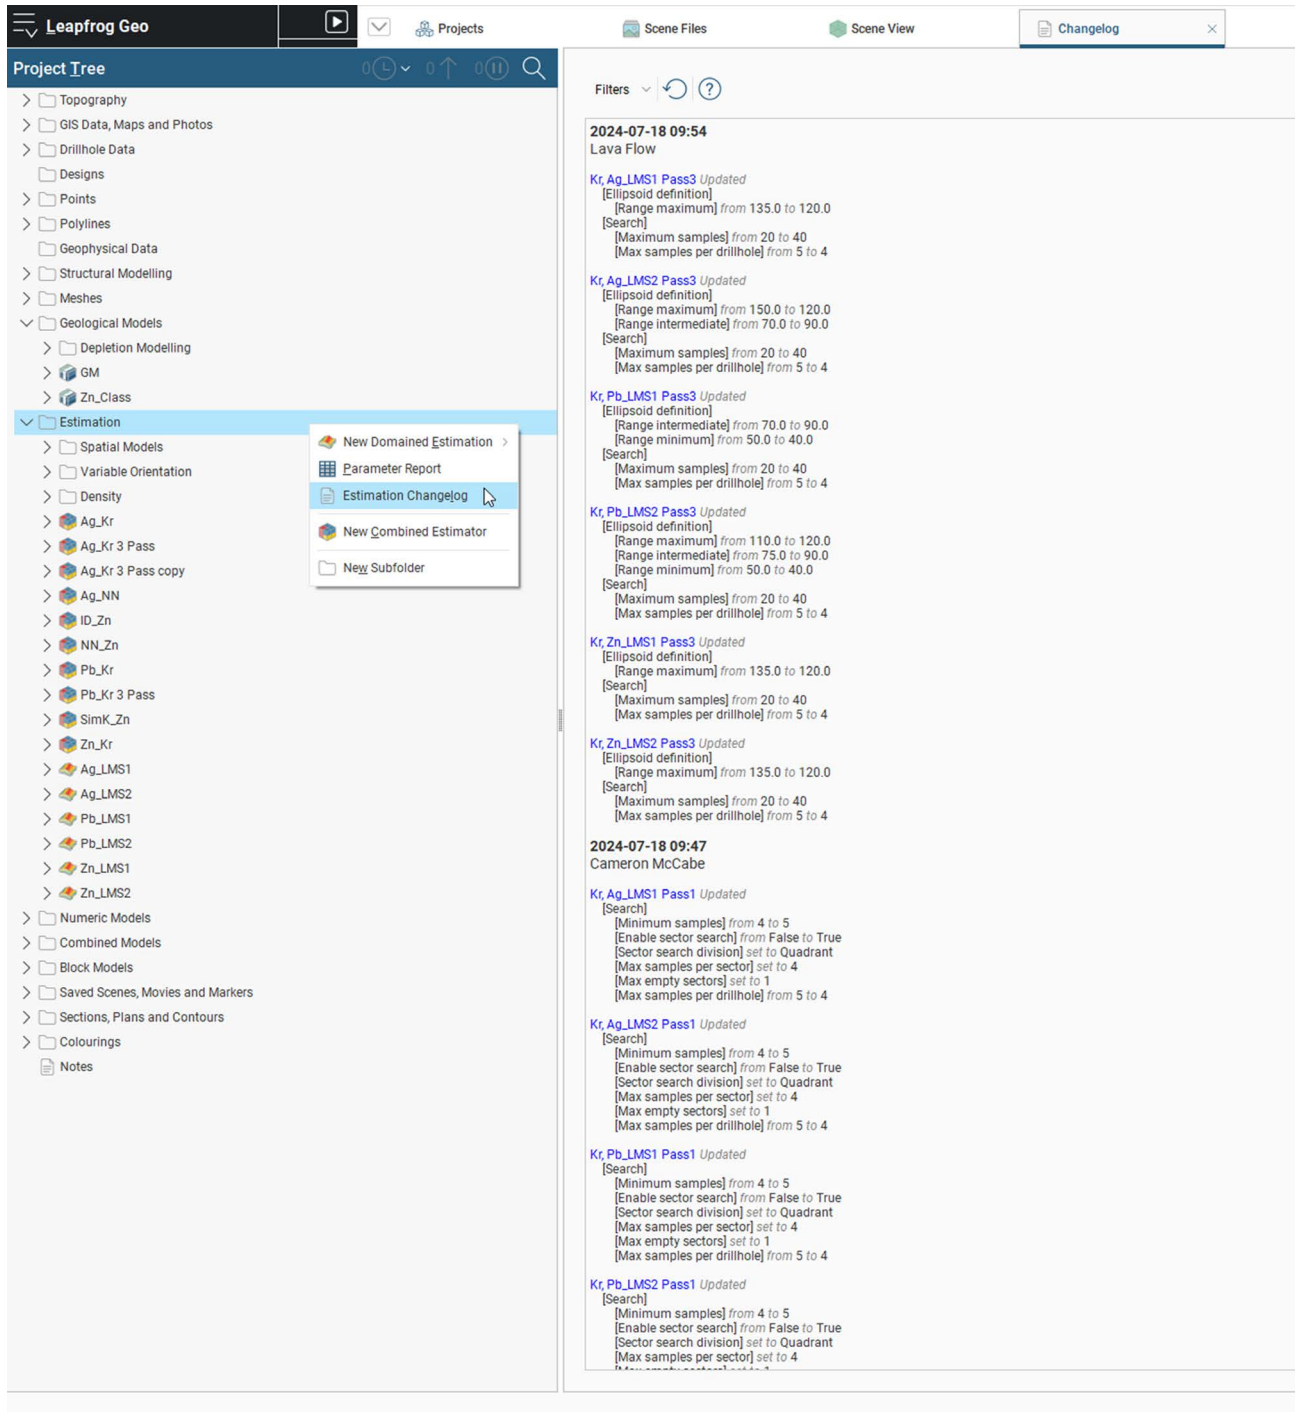 Leapfrog Geo
Projects
Scene Files
Scene View
Changelog
Project Tree
0
0
0
Topography
GIS Data, Maps and Photos
Drillhole Data
Designs
Points
Polylines
Geophysical Data
Structural Modelling
Meshes
Geological Models
Depletion Modelling
GM
Zn_Class
Estimation
Spatial Models
Variable Orientation
Density
Ag_Kr
Ag_Kr 3 Pass
Ag_Kr 3 Pass copy
Ag_NN
ID_Zn
NN_Zn
Pb_Kr
Pb_Kr 3 Pass
SimK_Zn
Zn_Kr
Ag_LMS1
Ag_LMS2
Pb_LMS1
Pb_LMS2
Zn_LMS1
Zn_LMS2
Numeric Models
Combined Models
Block Models
Saved Scenes, Movies and Markers
Sections, Plans and Contours
Colourings
Notes
New Domained Estimation
Parameter Report
Estimation Changelog
New Combined Estimator
New Subfolder
Filters
?
2024-07-18 09:54
Lava Flow
Kr, Ag_LMS1 Pass3 Updated
[Ellipsoid definition]
[Range maximum] from 135.0 to 120.0
[Search]
[Maximum samples] from 20 to 40
[Max samples per drillhole] from 5 to 4
Kr, Ag_LMS2 Pass3 Updated
[Ellipsoid definition]
[Range maximum] from 150.0 to 120.0
[Range intermediate] from 70.0 to 90.0
[Search]
[Maximum samples] from 20 to 40
[Max samples per drillhole] from 5 to 4
Kr, Pb_LMS1 Pass3 Updated
[Ellipsoid definition]
[Range intermediate] from 70.0 to 90.0
[Range minimum] from 50.0 to 40.0
[Search]
[Maximum samples] from 20 to 40
[Max samples per drillhole] from 5 to 4
Kr, Pb_LMS2 Pass3 Updated
[Ellipsoid definition]
[Range maximum] from 110.0 to 120.0
[Range intermediate] from 75.0 to 90.0
[Range minimum] from 50.0 to 40.0
[Search]
[Maximum samples] from 20 to 40
[Max samples per drillhole] from 5 to 4
Kr, Zn_LMS1 Pass3 Updated
[Ellipsoid definition]
[Range maximum] from 135.0 to 120.0
[Search]
[Maximum samples] from 20 to 40
[Max samples per drillhole] from 5 to 4
Kr, Zn_LMS2 Pass3 Updated
[Ellipsoid definition]
[Range maximum] from 135.0 to 120.0
[Search]
[Maximum samples] from 20 to 40
[Max samples per drillhole] from 5 to 4
2024-07-18 09:47
Cameron McCabe
Kr, Ag_LMS1 Pass1 Updated
[Search]
[Minimum samples] from 4 to 5
[Enable sector search] from False to True
[Sector search division] set to Quadrant
[Max samples per sector] set to 4
[Max empty sectors] set to 1
[Max samples per drillhole] from 5 to 4
Kr, Ag_LMS2 Pass1 Updated
[Search]
[Minimum samples] from 4 to 5
[Enable sector search] from False to True
[Sector search division] set to Quadrant
[Max samples per sector] set to 4
[Max empty sectors] set to 1
[Max samples per drillhole] from 5 to 4
Kr, Pb_LMS1 Pass1 Updated
[Search]
[Minimum samples] from 4 to 5
[Enable sector search] from False to True
[Sector search division] set to Quadrant
[Max samples per sector] set to 4
[Max empty sectors] set to 1
[Max samples per drillhole] from 5 to 4
Kr, Pb_LMS2 Pass1 Updated
[Search]
[Minimum samples] from 4 to 5
[Enable sector search] from False to True
[Sector search division] set to Quadrant
[Max samples per sector] set to 4